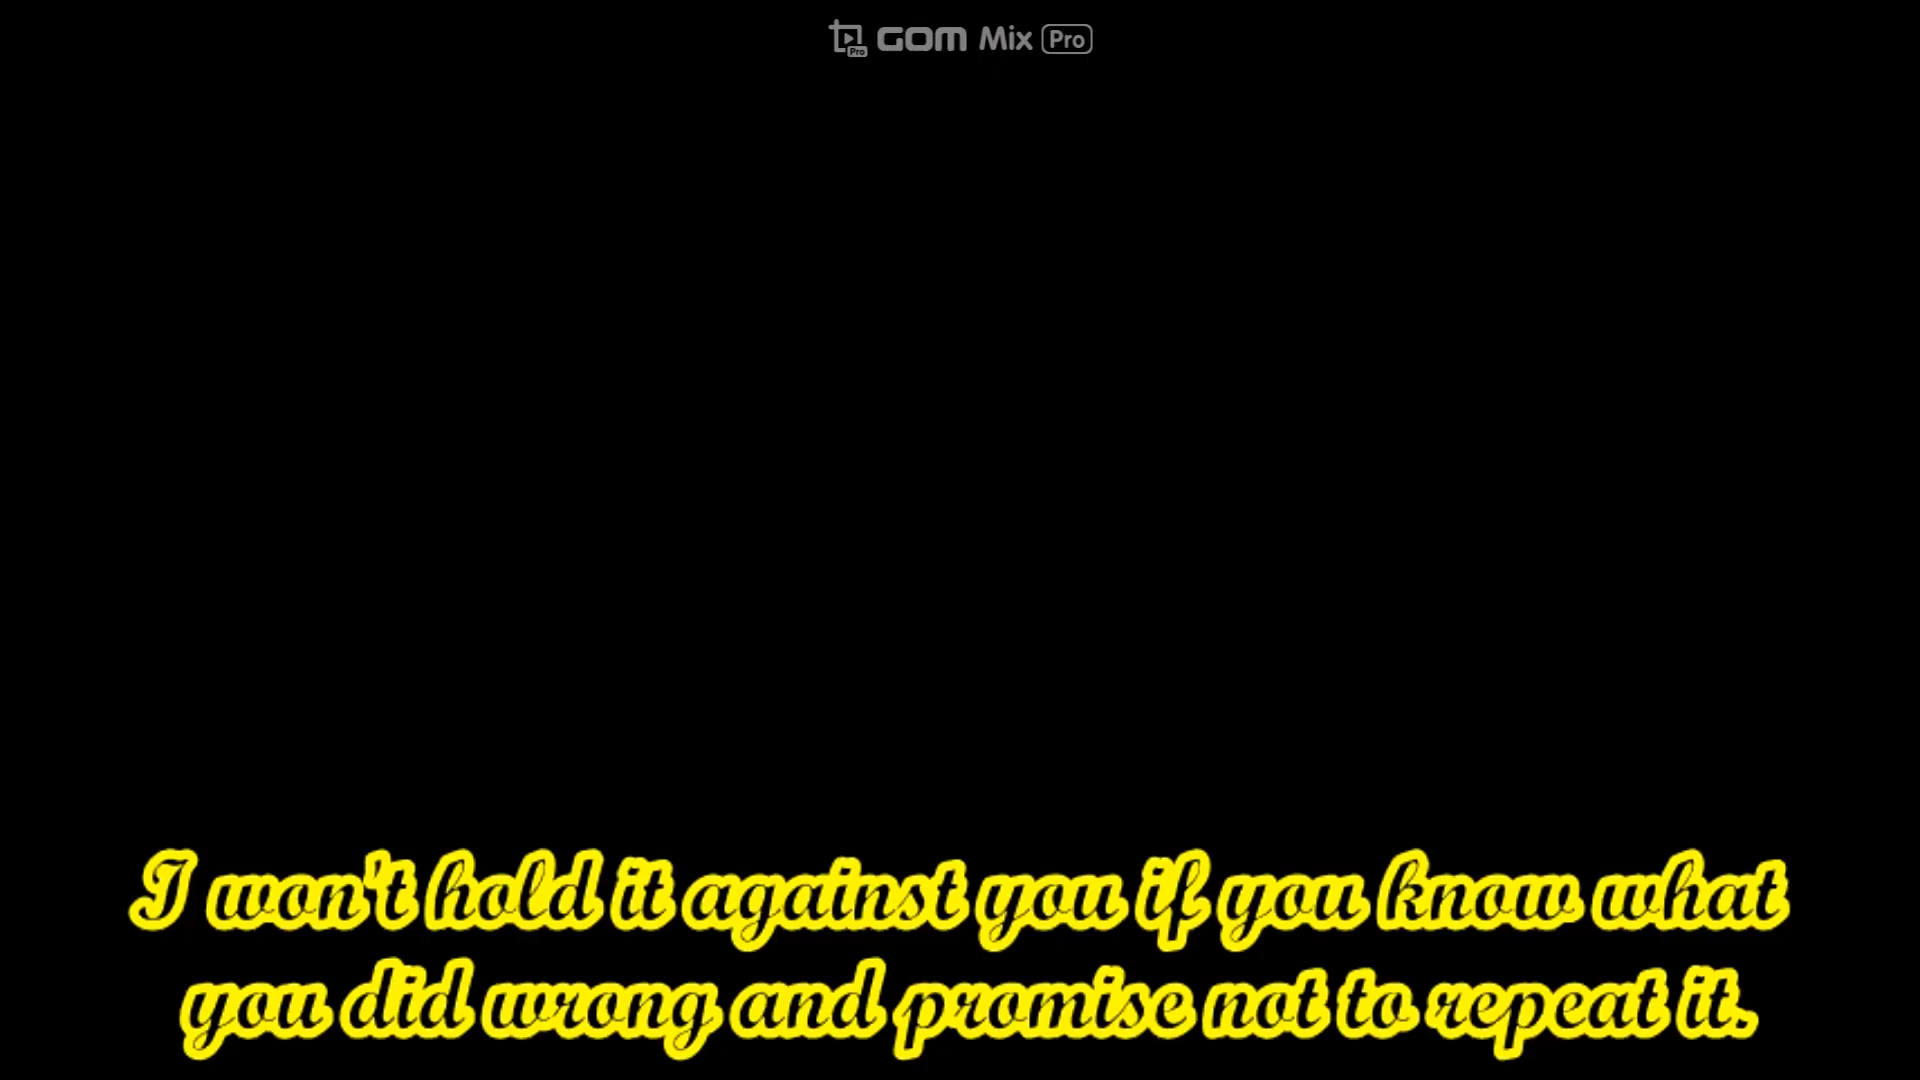 GOM Mix Pro
I won't hold it against you if you know what
you did wrong and promise not to repeat it.